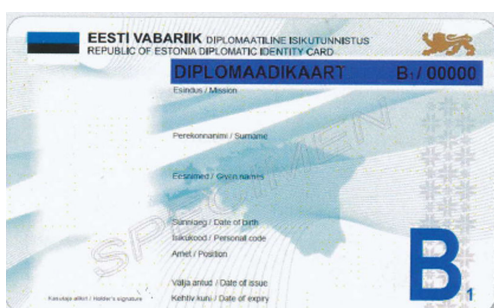 EESTI VABARIIK DIPLOMAATILINE ISIKUTUNNISTUS
REPUBLIC OF ESTONIA DIPLOMATIC IDENTITY CARD
DIPLOMAADIKAART B:/ 00000
Esindus / Mission
Perekonnanimi / Surname
Eesnimed / Given names
SPECIMEN
Sünniaeg / Date of birth
Isikukood / Personal code
Amet / Position
Välja antud / Date of issue
Kasutaja allkiri / Holder's signature
Kehtiv kuni / Date of expiry
B1